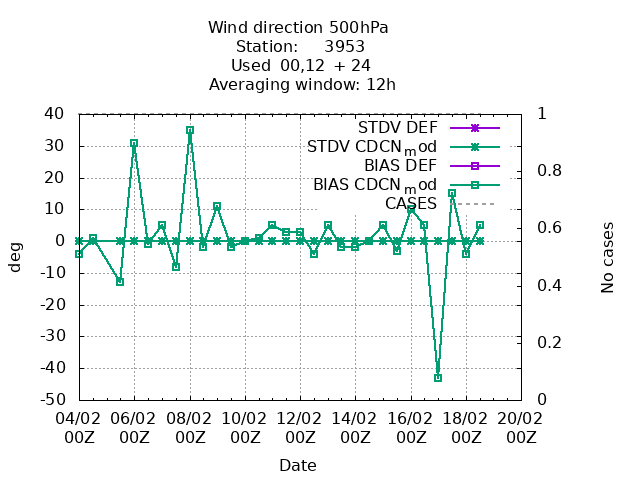 Wind direction 500hPa
Station: 3953
Used 00,12 + 24
Averaging window: 12h
STDV DEF
STDV CDCNmod
BIAS DEF
BIAS CDCNmod
CASES
40
30
20
10
0
-10
-20
-30
-40
-50
deg
1
0.8
0.6
0.4
0.2
0
No cases
04/02 06/02 08/02 10/02 12/02 14/02 16/02 18/02 20/02
00Z 00Z 00Z 00Z 00Z 00Z 00Z 00Z 00Z
Date